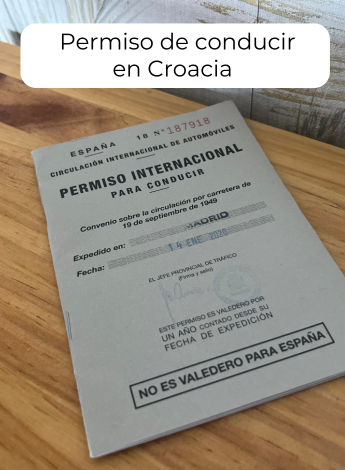 Permiso de conducir
en Croacia
ESPAÑA 18 Nº 187918
CIRCULACIÓN INTERNACIONAL DE AUTOMÓVILES
PERMISO INTERNACIONAL
PARA CONDUCIR
Convenio sobre la circulación por carretera de
19 de septiembre de 1949
Expedido en: MADRID
Fecha: 14 ENE 2020
EL JEFE PROVINCIAL DE TRÁFICO
(Firma y sello)
ESTE PERMISO ES VALEDERO POR
UN AÑO CONTADO DESDE SU
FECHA DE EXPEDICIÓN
NO ES VALEDERO PARA ESPAÑA